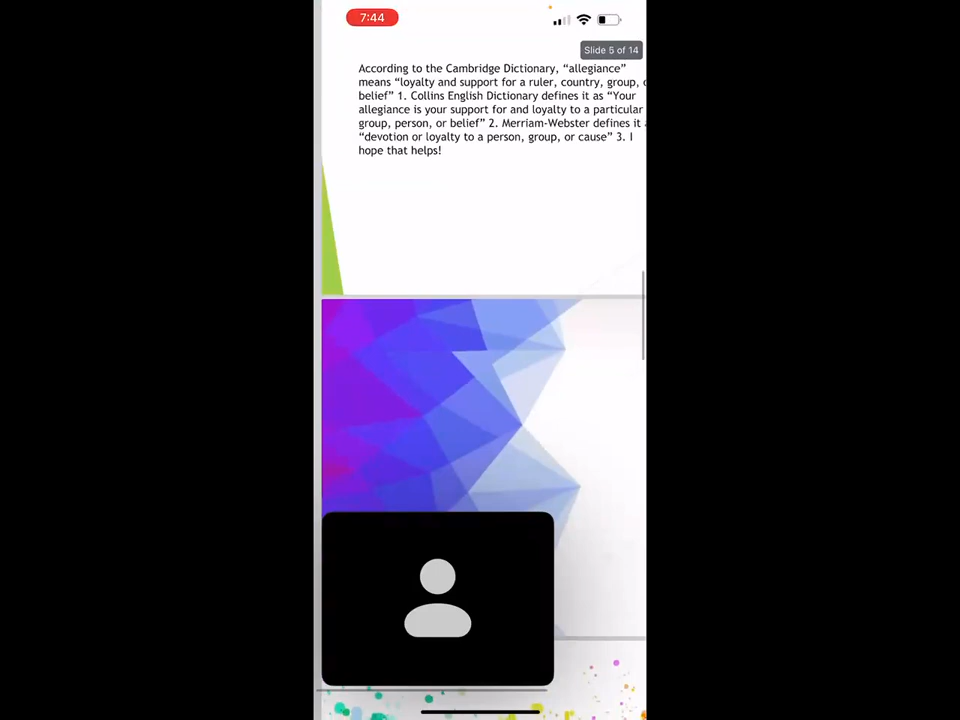 7:44
Slide 5 of 14
According to the Cambridge Dictionary, “allegiance”
means “loyalty and support for a ruler, country, group,
belief” 1. Collins English Dictionary defines it as “Your
allegiance is your support for and loyalty to a particular
group, person, or belief” 2. Merriam-Webster defines it
“devotion or loyalty to a person, group, or cause” 3. I
hope that helps!